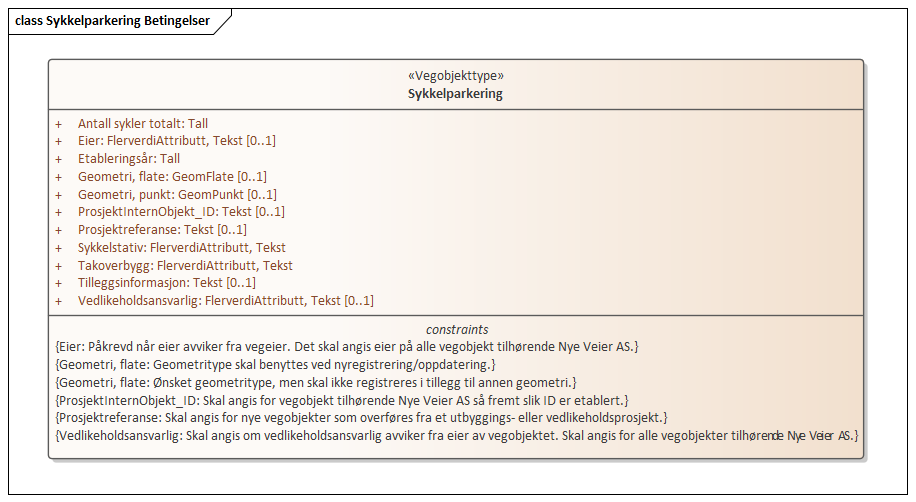 class Sykkelparkering Betingelser
«Vegobjekttype»
Sykkelparkering
+ Antall sykler totalt: Tall
+ Eier: FlerverdiAttributt, Tekst [0..1]
+ Etableringsår: Tall
+ Geometri, flate: GeomFlate [0..1]
+ Geometri, punkt: GeomPunkt [0..1]
+ ProsjektInternObjekt_ID: Tekst [0..1]
+ Prosjektreferanse: Tekst [0..1]
+ Sykkelstativ: FlerverdiAttributt, Tekst
+ Takoverbygg: FlerverdiAttributt, Tekst
+ Tilleggsinformasjon: Tekst [0..1]
+ Vedlikeholdsansvarlig: FlerverdiAttributt, Tekst [0..1]
constraints
{Eier: Påkrevd når eier avviker fra vegeier. Det skal angis eier på alle vegobjekt tilhørende Nye Veier AS.}
{Geometri, flate: Geometritype skal benyttes ved nyregistrering/oppdatering.}
{Geometri, flate: Ønsket geometritype, men skal ikke registreres i tillegg til annen geometri.}
{ProsjektInternObjekt_ID: Skal angis for vegobjekt tilhørende Nye Veier AS så fremt slik ID er etablert.}
{Prosjektreferanse: Skal angis for nye vegobjekter som overføres fra et utbyggings- eller vedlikeholdsprosjekt.}
{Vedlikeholdsansvarlig: Skal angis om vedlikeholdsansvarlig avviker fra eier av vegobjektet. Skal angis for alle vegobjekter tilhørende Nye Veier AS.}